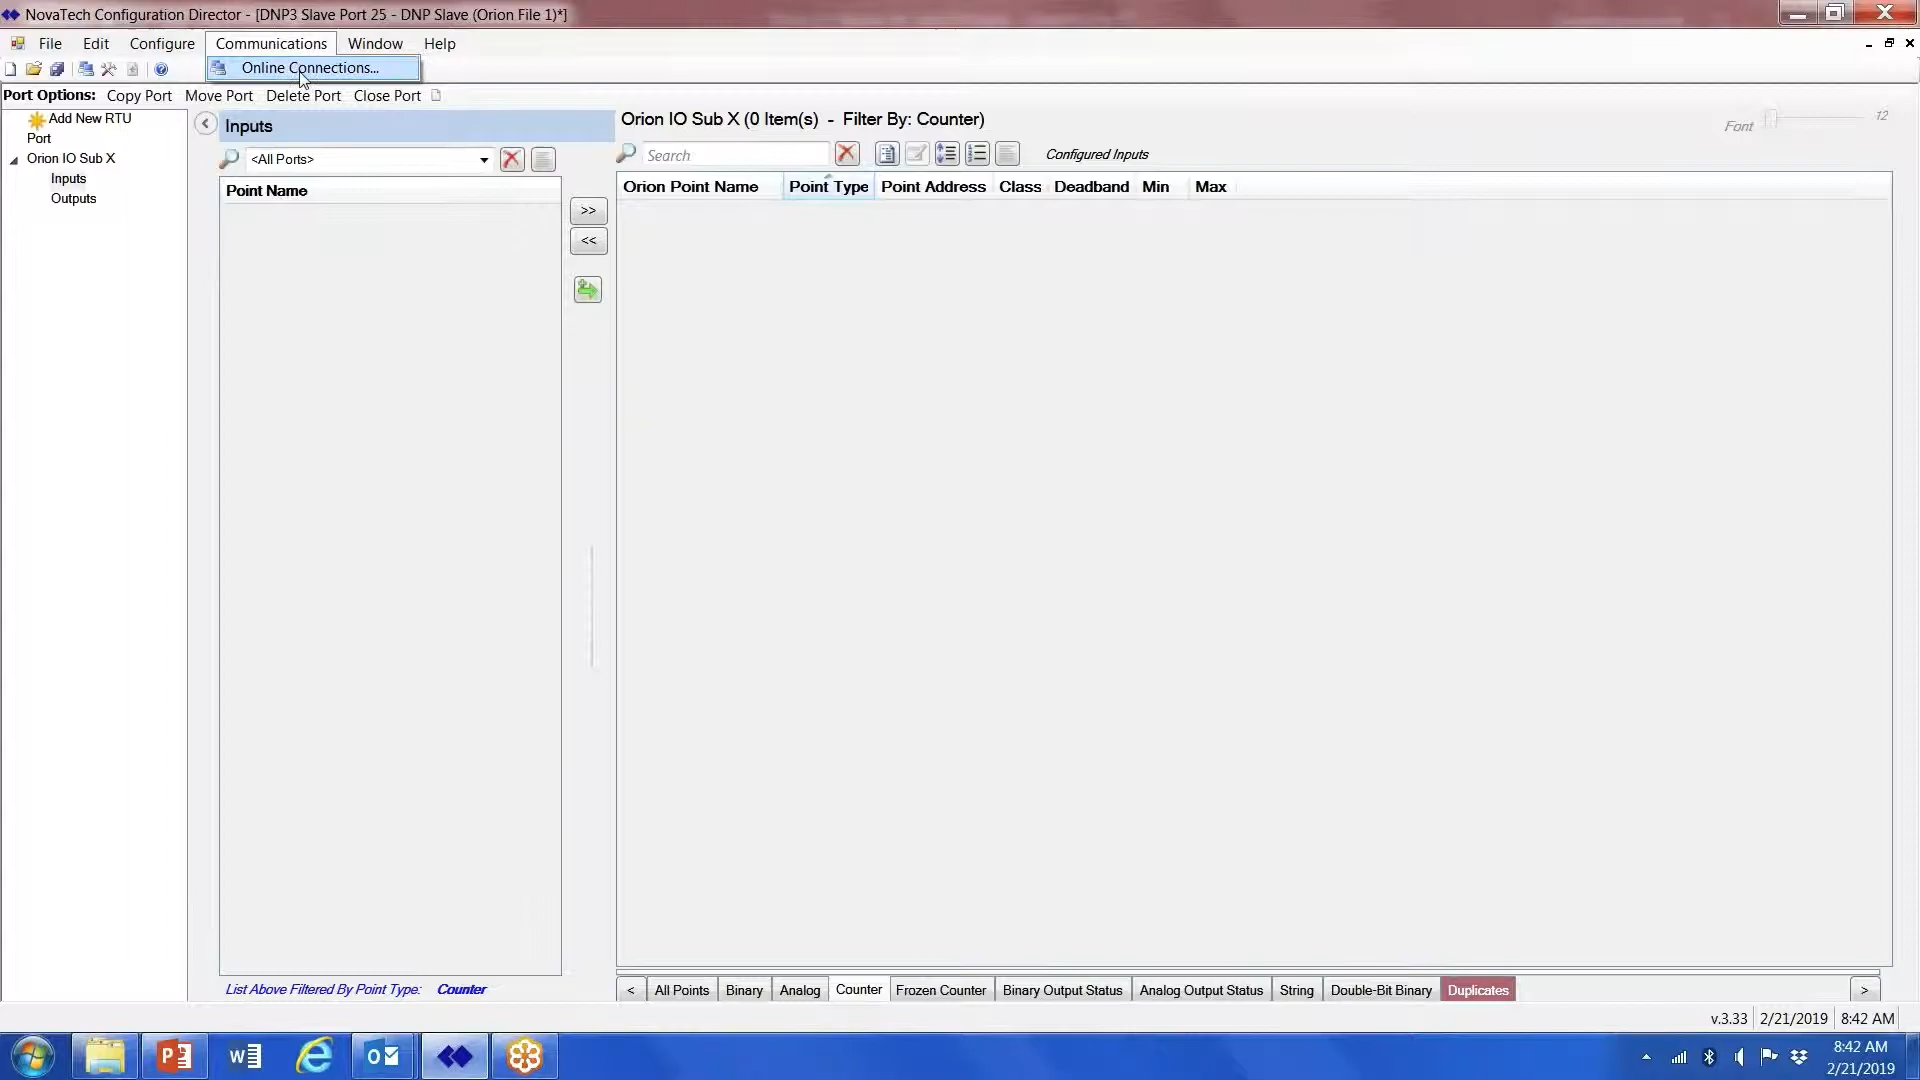 NovaTech Configuration Director - [DNP3 Slave Port 25 - DNP Slave (Orion File 1)*]
File Edit Configure Communications Window Help
Online Connections...
Port Options: Copy Port Move Port Delete Port Close Port
Add New RTU
Port
Orion IO Sub X
Inputs
Outputs
Inputs
<All Ports>
Point Name
>>
<<
List Above Filtered By Point Type: Counter
Orion IO Sub X (0 Item(s) - Filter By: Counter)
Font 12
Search
Configured Inputs
Orion Point Name Point Type Point Address Class Deadband Min Max
< All Points Binary Analog Counter Frozen Counter Binary Output Status Analog Output Status String Double-Bit Binary Duplicates >
v.3.33 2/21/2019 8:42 AM
8:42 AM
2/21/2019